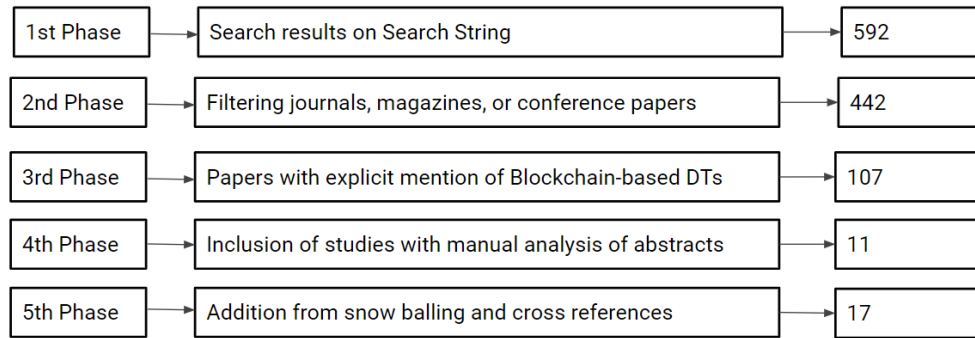 1st Phase Search results on Search String 592
2nd Phase Filtering journals, magazines, or conference papers 442
3rd Phase Papers with explicit mention of Blockchain-based DTs 107
4th Phase Inclusion of studies with manual analysis of abstracts 11
5th Phase Addition from snow balling and cross references 17